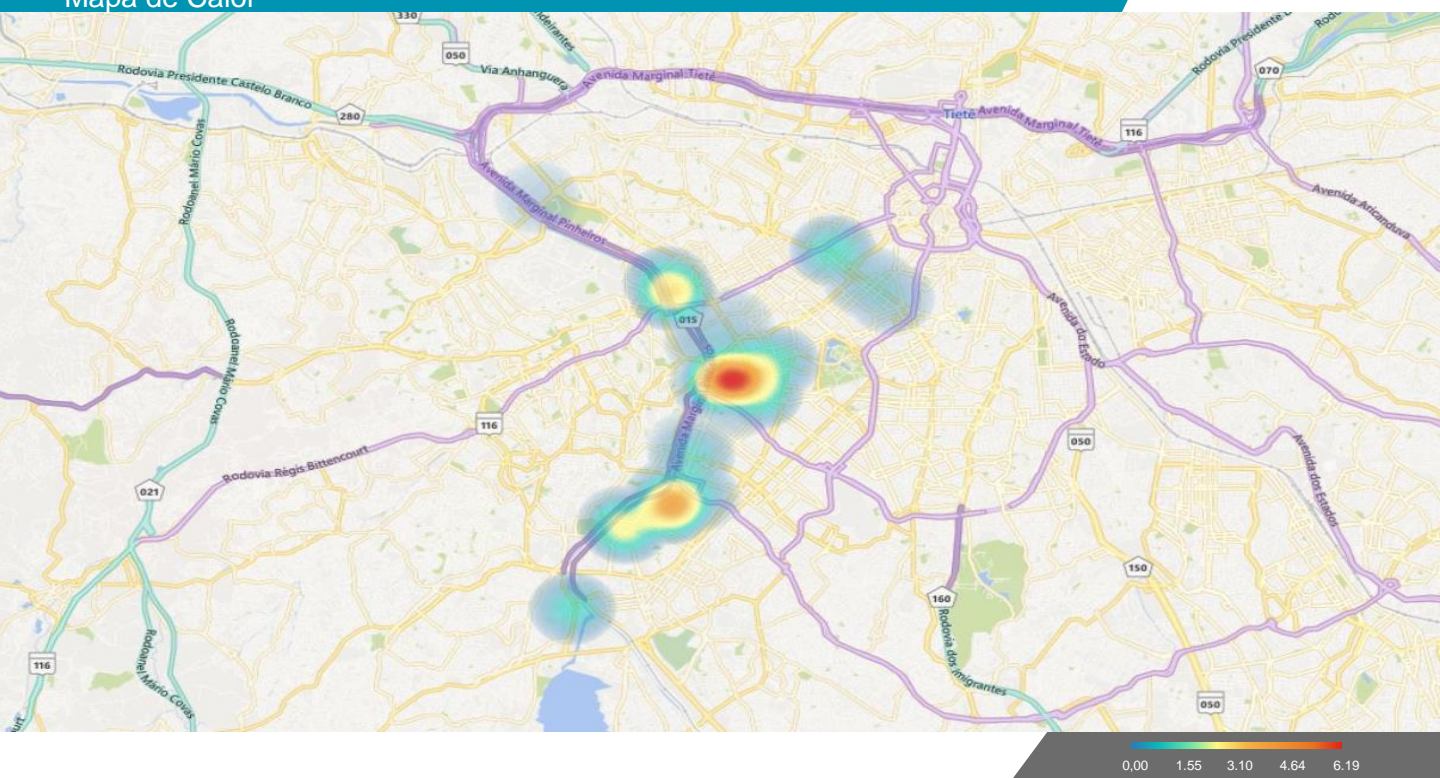 Mapa de Calor
330
050
Via Anhanguera
Avenida Marginal Tietê
Rodovia Presidente
070
Rodovia Presidente Castelo Branco
280
Tietê
Avenida Marginal Tietê
116
Rodoanel Mário Covas
Avenida Marginal Pinheiros
Avenida Aricanduva
015
Avenida do Estado
Rodoanel Mário Covas
116
050
Rodovia Régis Bittencourt
021
Avenida dos Estados
150
160
Rodovia dos imigrantes
116
Rodoanel Mário Covas
050
0,00 1.55 3.10 4.64 6.19